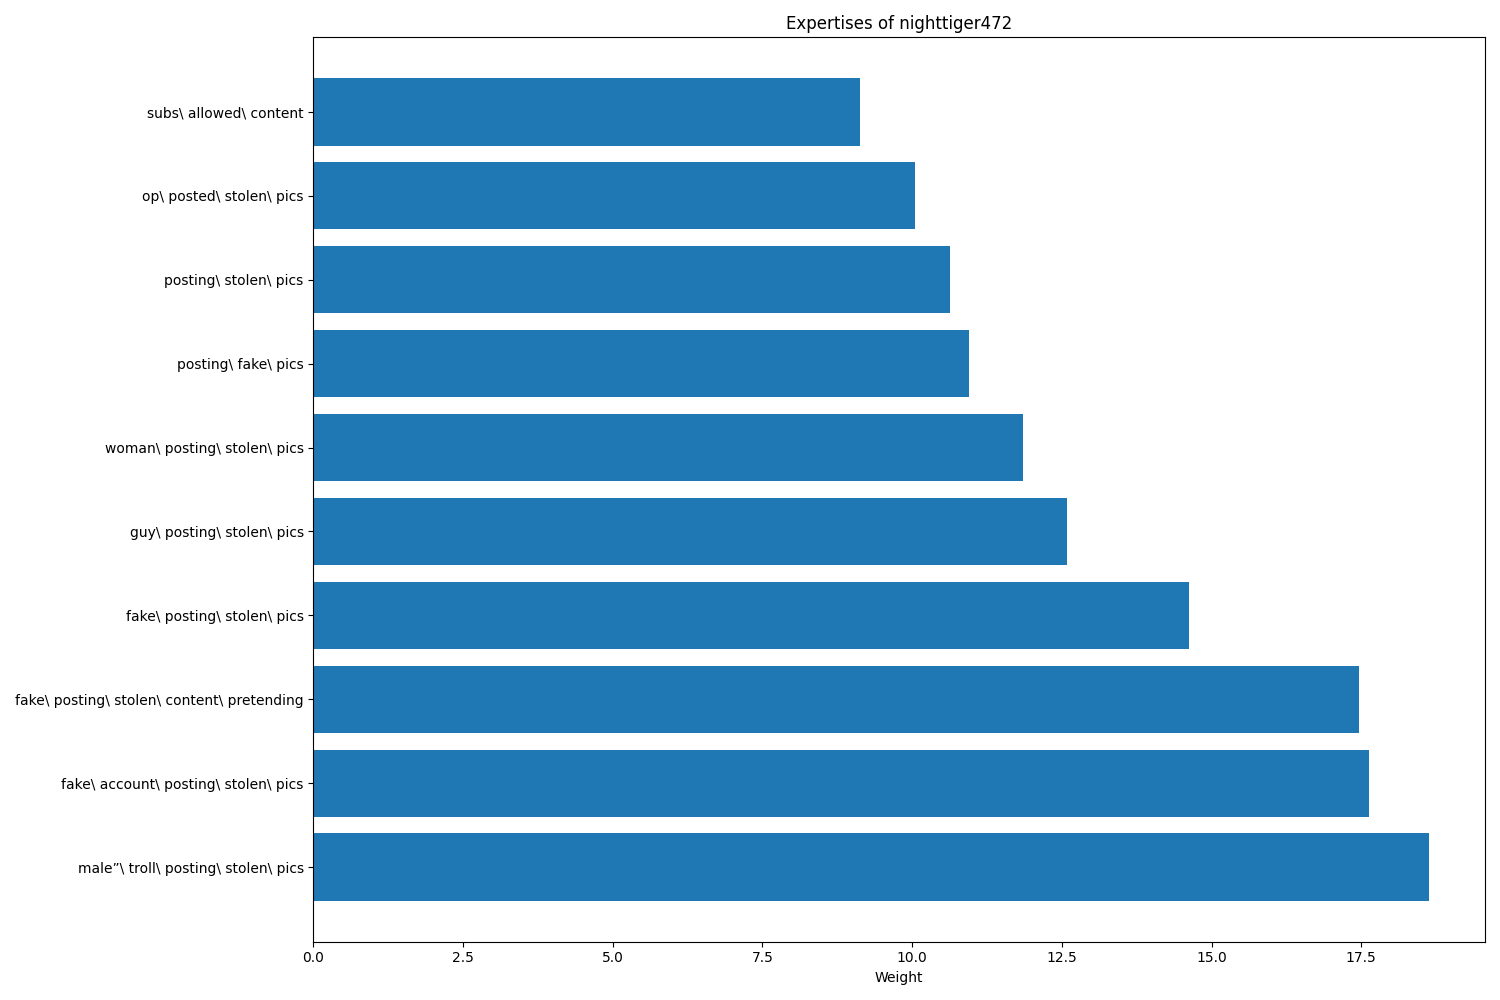 Expertises of nighttiger472
subs\ allowed\ content
op\ posted\ stolen\ pics
posting\ stolen\ pics
posting\ fake\ pics
woman\ posting\ stolen\ pics
guy\ posting\ stolen\ pics
fake\ posting\ stolen\ pics
fake\ posting\ stolen\ content\ pretending
fake\ account\ posting\ stolen\ pics
male”\ troll\ posting\ stolen\ pics
0.0 2.5 5.0 7.5 10.0 12.5 15.0 17.5
Weight